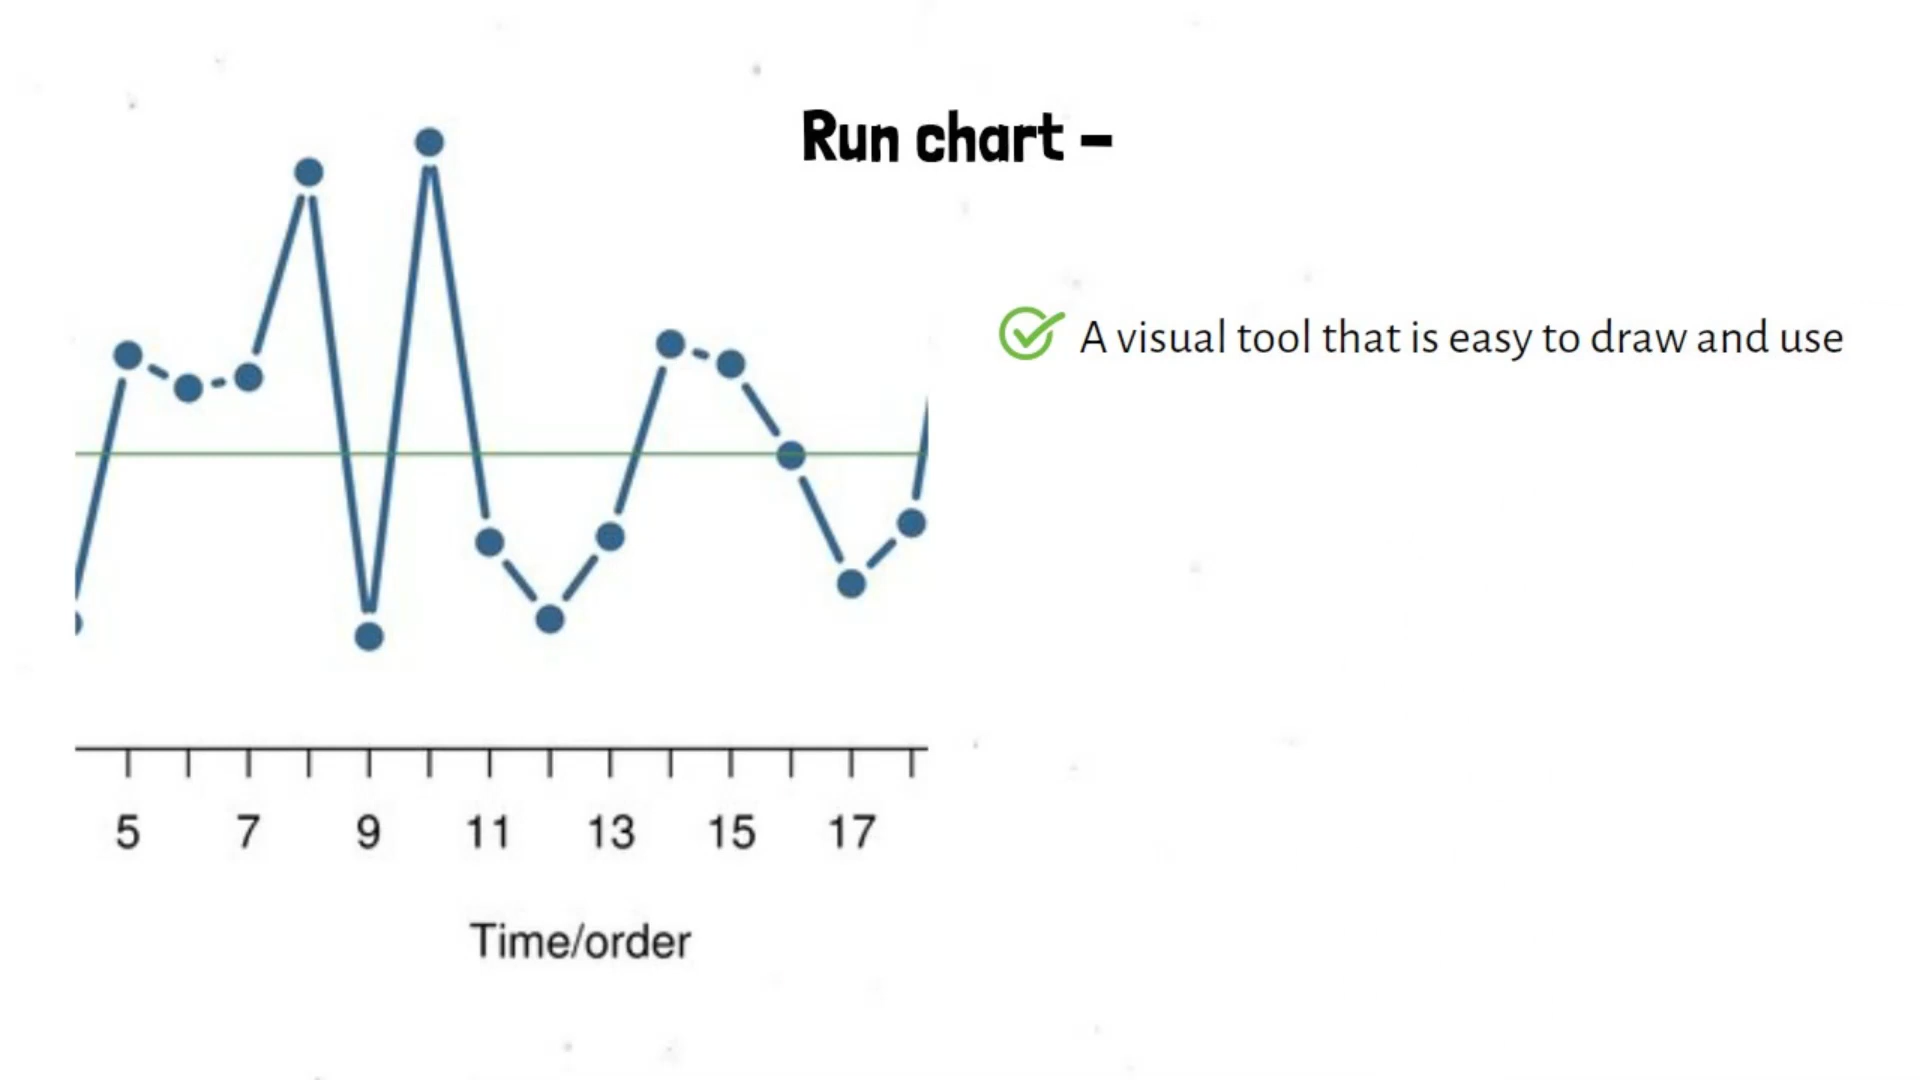 Run chart –
A visual tool that is easy to draw and use
5 7 9 11 13 15 17
Time/order